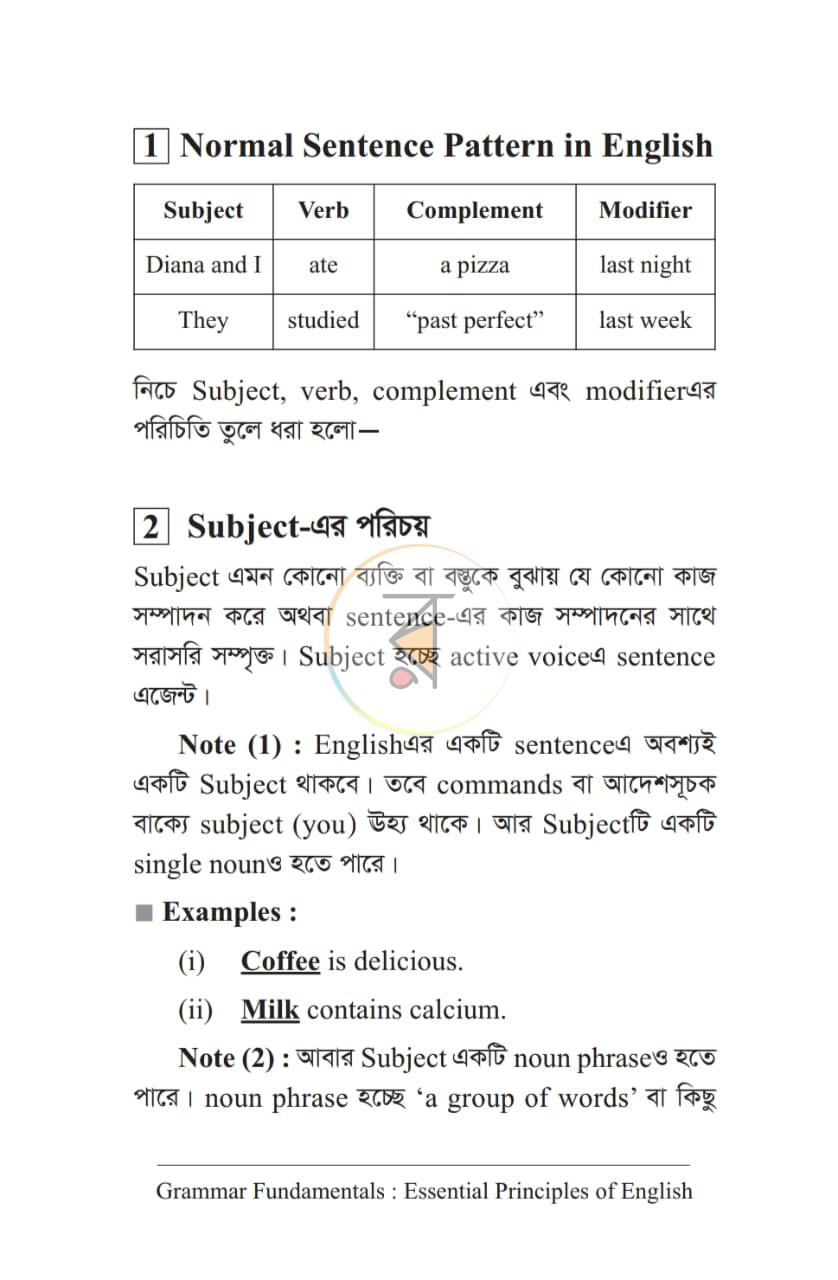 1 Normal Sentence Pattern in English
Subject Verb Complement Modifier
Diana and I ate a pizza last night
They studied “past perfect” last week
নিচে Subject, verb, complement এবং modifierএর
পরিচিতি তুলে ধরা হলো—
2 Subject-এর পরিচয়
Subject এমন কোনো ব্যক্তি বা বস্তুকে বুঝায় যে কোনো কাজ
সম্পাদন করে অথবা sentence-এর কাজ সম্পাদনের সাথে
সরাসরি সম্পৃক্ত। Subject হচ্ছে active voiceএ sentence
এজেন্ট।
Note (1) : Englishএর একটি sentenceএ অবশ্যই
একটি Subject থাকবে। তবে commands বা আদেশসূচক
বাক্যে subject (you) ঊহ্য থাকে। আর Subjectটি একটি
single nounও হতে পারে।
Examples :
(i) Coffee is delicious.
(ii) Milk contains calcium.
Note (2) : আবার Subject একটি noun phraseও হতে
পারে। noun phrase হচ্ছে ‘a group of words’ বা কিছু
Grammar Fundamentals : Essential Principles of English